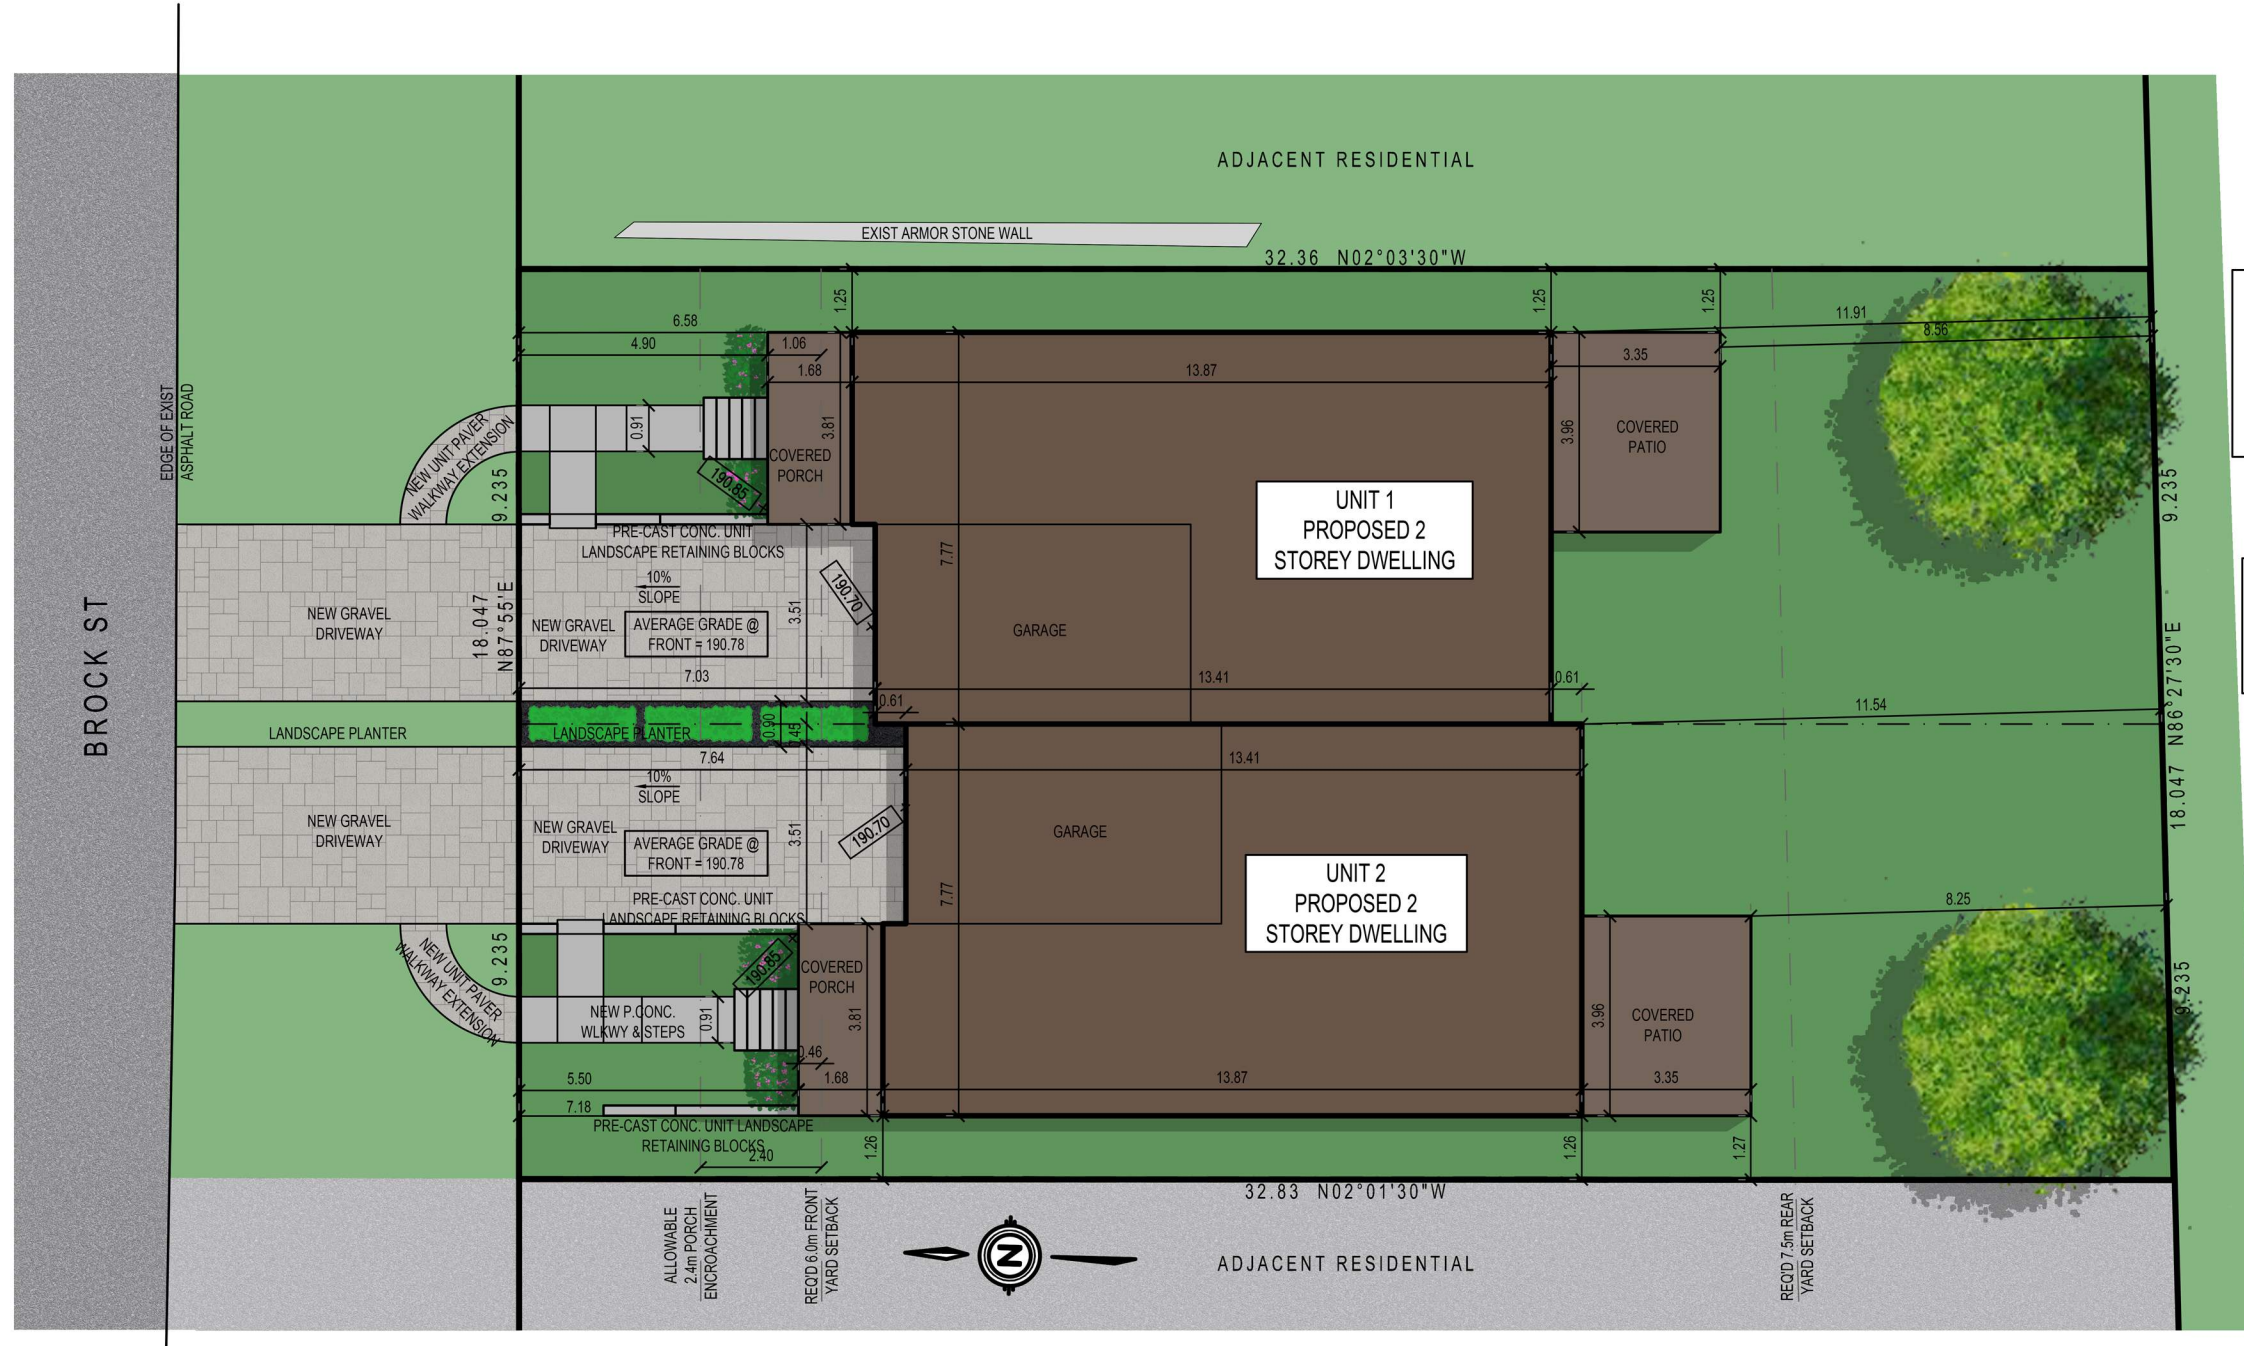 ADJACENT RESIDENTIAL
EXIST ARMOR STONE WALL
32.36 N02°03'30"W
1.25
1.25
1.25
6.58
11.91
8.56
4.90
1.06
3.35
1.68
13.87
EDGE OF EXIST
ASPHALT ROAD
NEW UNIT PAVER
WALKWAY EXTENSION
0.91
3.81
3.96
COVERED
PORCH
COVERED
PATIO
9.235
190.85
UNIT 1
PROPOSED 2
STOREY DWELLING
9.235
PRE-CAST CONC. UNIT
LANDSCAPE RETAINING BLOCKS
7.77
10%
SLOPE
190.70
NEW GRAVEL
DRIVEWAY
18.047
N87°55'E
NEW GRAVEL
DRIVEWAY
AVERAGE GRADE @
FRONT = 190.78
3.51
GARAGE
BROCK ST
7.03
13.41
0.61
0.61
11.54
18.047 N86°27'30"E
LANDSCAPE PLANTER
LANDSCAPE PLANTER
0.90
7.64
13.41
10%
SLOPE
NEW GRAVEL
DRIVEWAY
NEW GRAVEL
DRIVEWAY
AVERAGE GRADE @
FRONT = 190.78
3.51
190.70
GARAGE
7.77
UNIT 2
PROPOSED 2
STOREY DWELLING
PRE-CAST CONC. UNIT
LANDSCAPE RETAINING BLOCKS
8.25
9.235
NEW UNIT PAVER
WALKWAY EXTENSION
190.85
COVERED
PORCH
9.235
NEW P.CONC.
WLKWY & STEPS
0.91
3.81
3.96
COVERED
PATIO
0.46
5.50
1.68
13.87
3.35
7.18
PRE-CAST CONC. UNIT LANDSCAPE
RETAINING BLOCKS
2.40
1.26
1.26
1.27
32.83 N02°01'30"W
ALLOWABLE
2.4m PORCH
ENCROACHMENT
REQ'D 6.0m FRONT
YARD SETBACK
N
ADJACENT RESIDENTIAL
REQ'D 7.5m REAR
YARD SETBACK